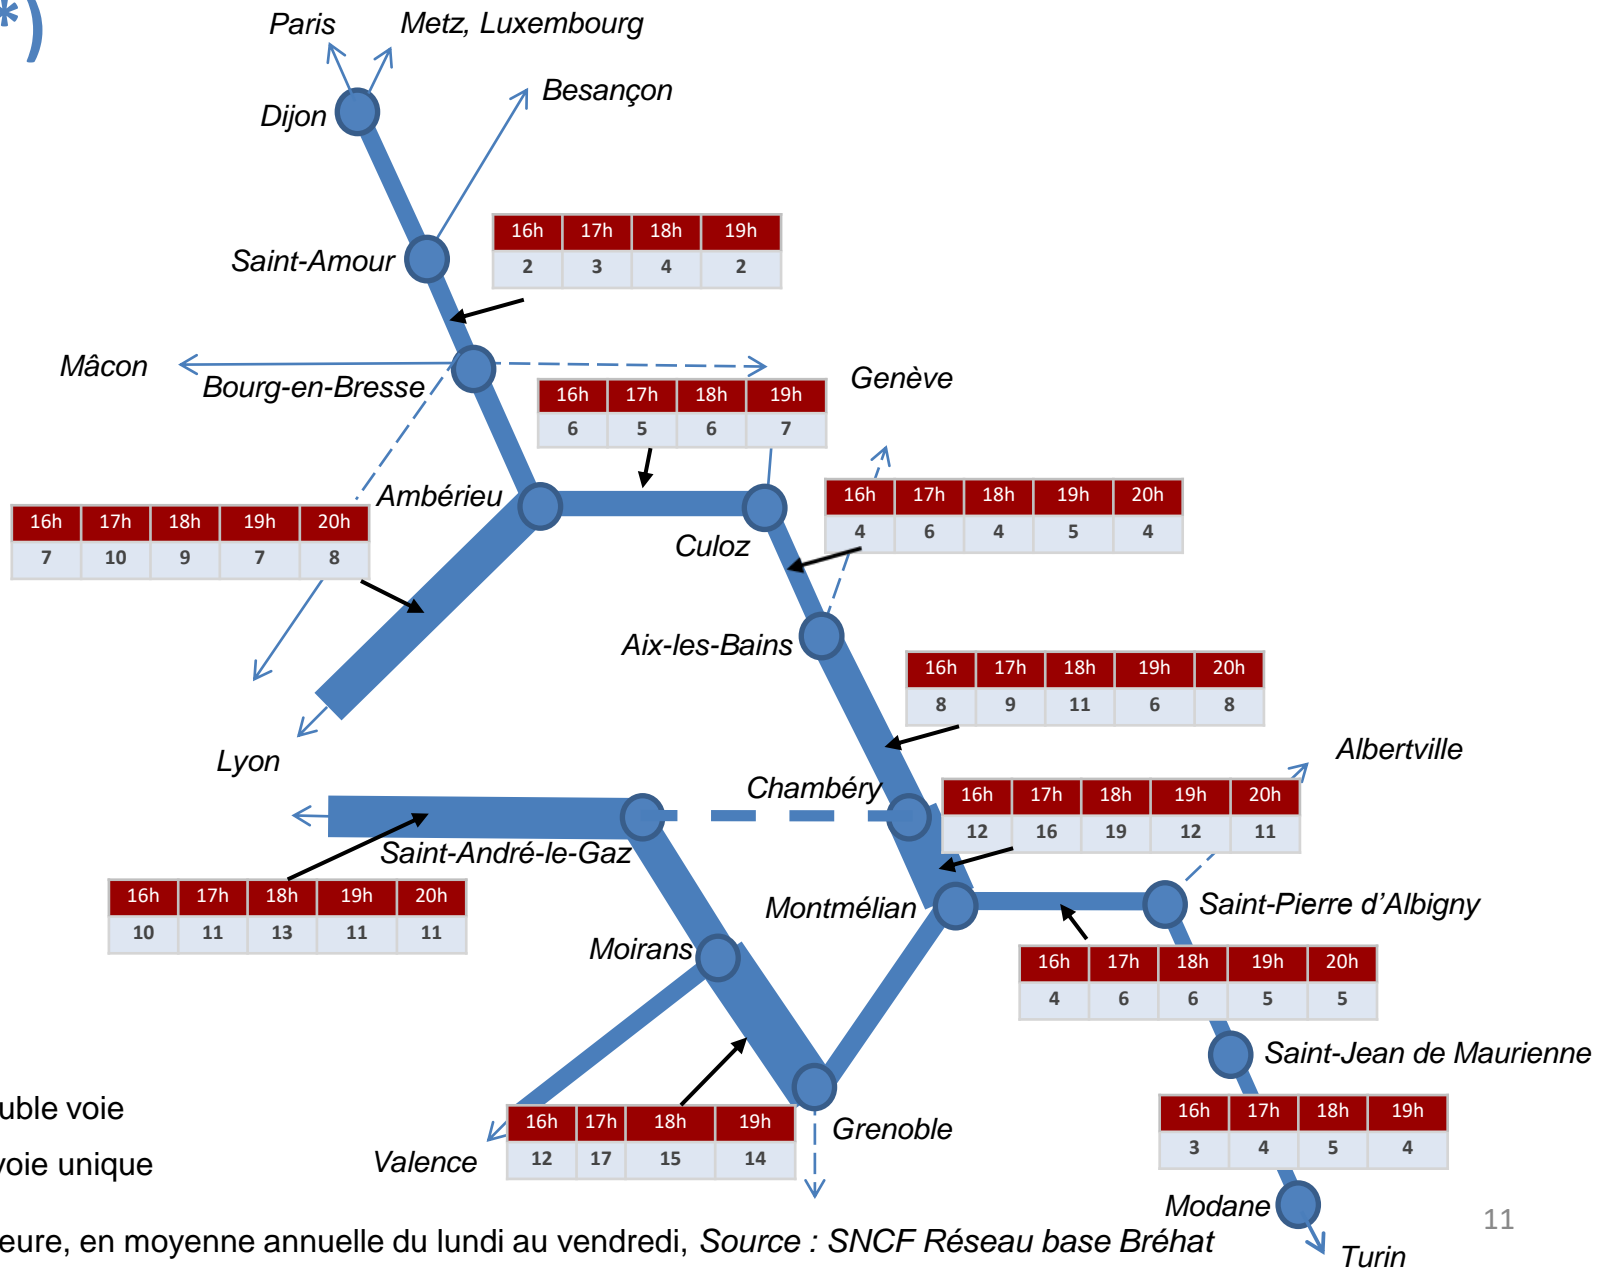 *)
Paris
Metz, Luxembourg
Besançon
Dijon
16h 17h 18h 19h
2 3 4 2
Saint-Amour
Mâcon
Bourg-en-Bresse
Genève
16h 17h 18h 19h
6 5 6 7
Ambérieu
16h 17h 18h 19h 20h
4 6 4 5 4
16h 17h 18h 19h 20h
7 10 9 7 8
Culoz
Aix-les-Bains
16h 17h 18h 19h 20h
8 9 11 6 8
Lyon
Albertville
Chambéry
16h 17h 18h 19h 20h
12 16 19 12 11
Saint-André-le-Gaz
16h 17h 18h 19h 20h
10 11 13 11 11
Montmélian
Saint-Pierre d’Albigny
Moirans
16h 17h 18h 19h 20h
4 6 6 5 5
Saint-Jean de Maurienne
uble voie
16h 17h 18h 19h
12 17 15 14
Grenoble
16h 17h 18h 19h
3 4 5 4
Valence
voie unique
Modane
11
eure, en moyenne annuelle du lundi au vendredi, Source : SNCF Réseau base Bréhat
Turin